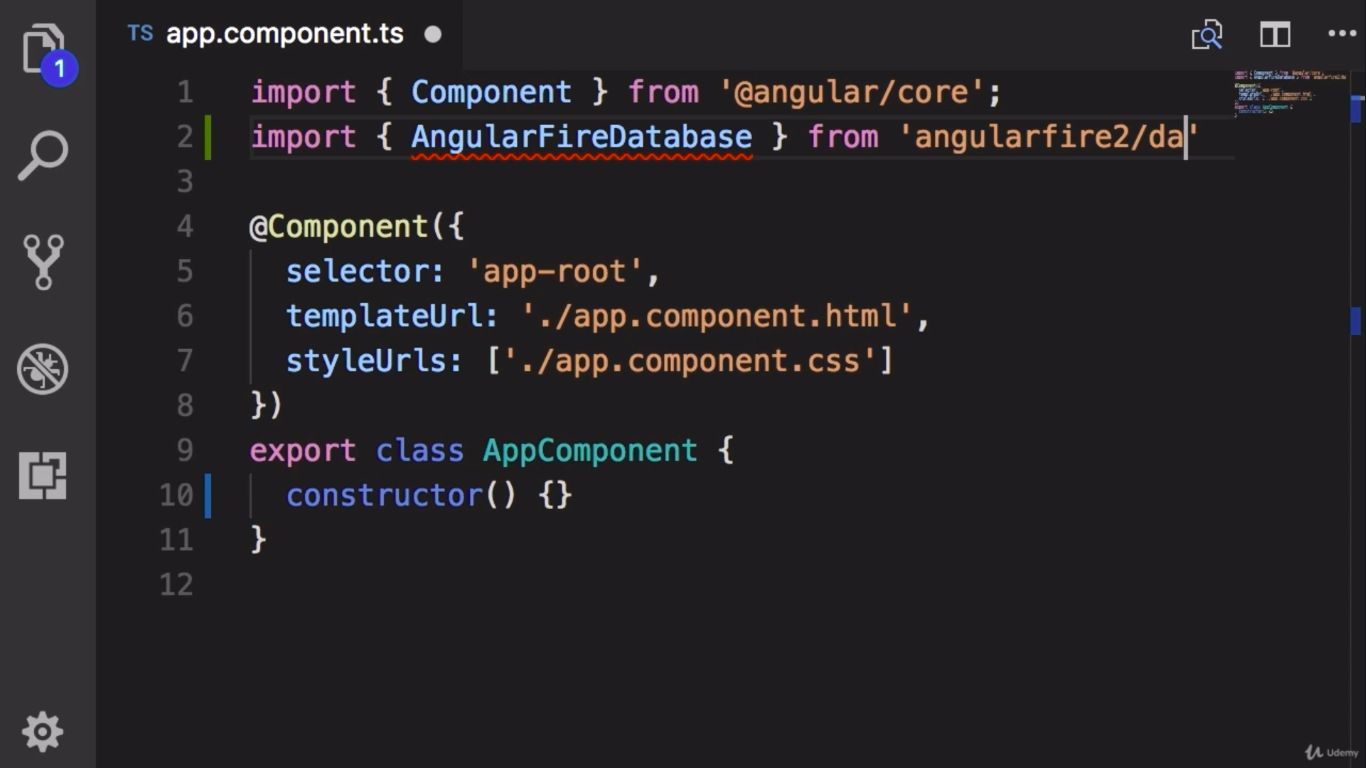 TS app.component.ts
1
1 import { Component } from '@angular/core';
2 import { AngularFireDatabase } from 'angularfire2/da'
3
4 @Component({
5 selector: 'app-root',
6 templateUrl: './app.component.html',
7 styleUrls: ['./app.component.css']
8 })
9 export class AppComponent {
10 constructor() {}
11 }
12
Udemy